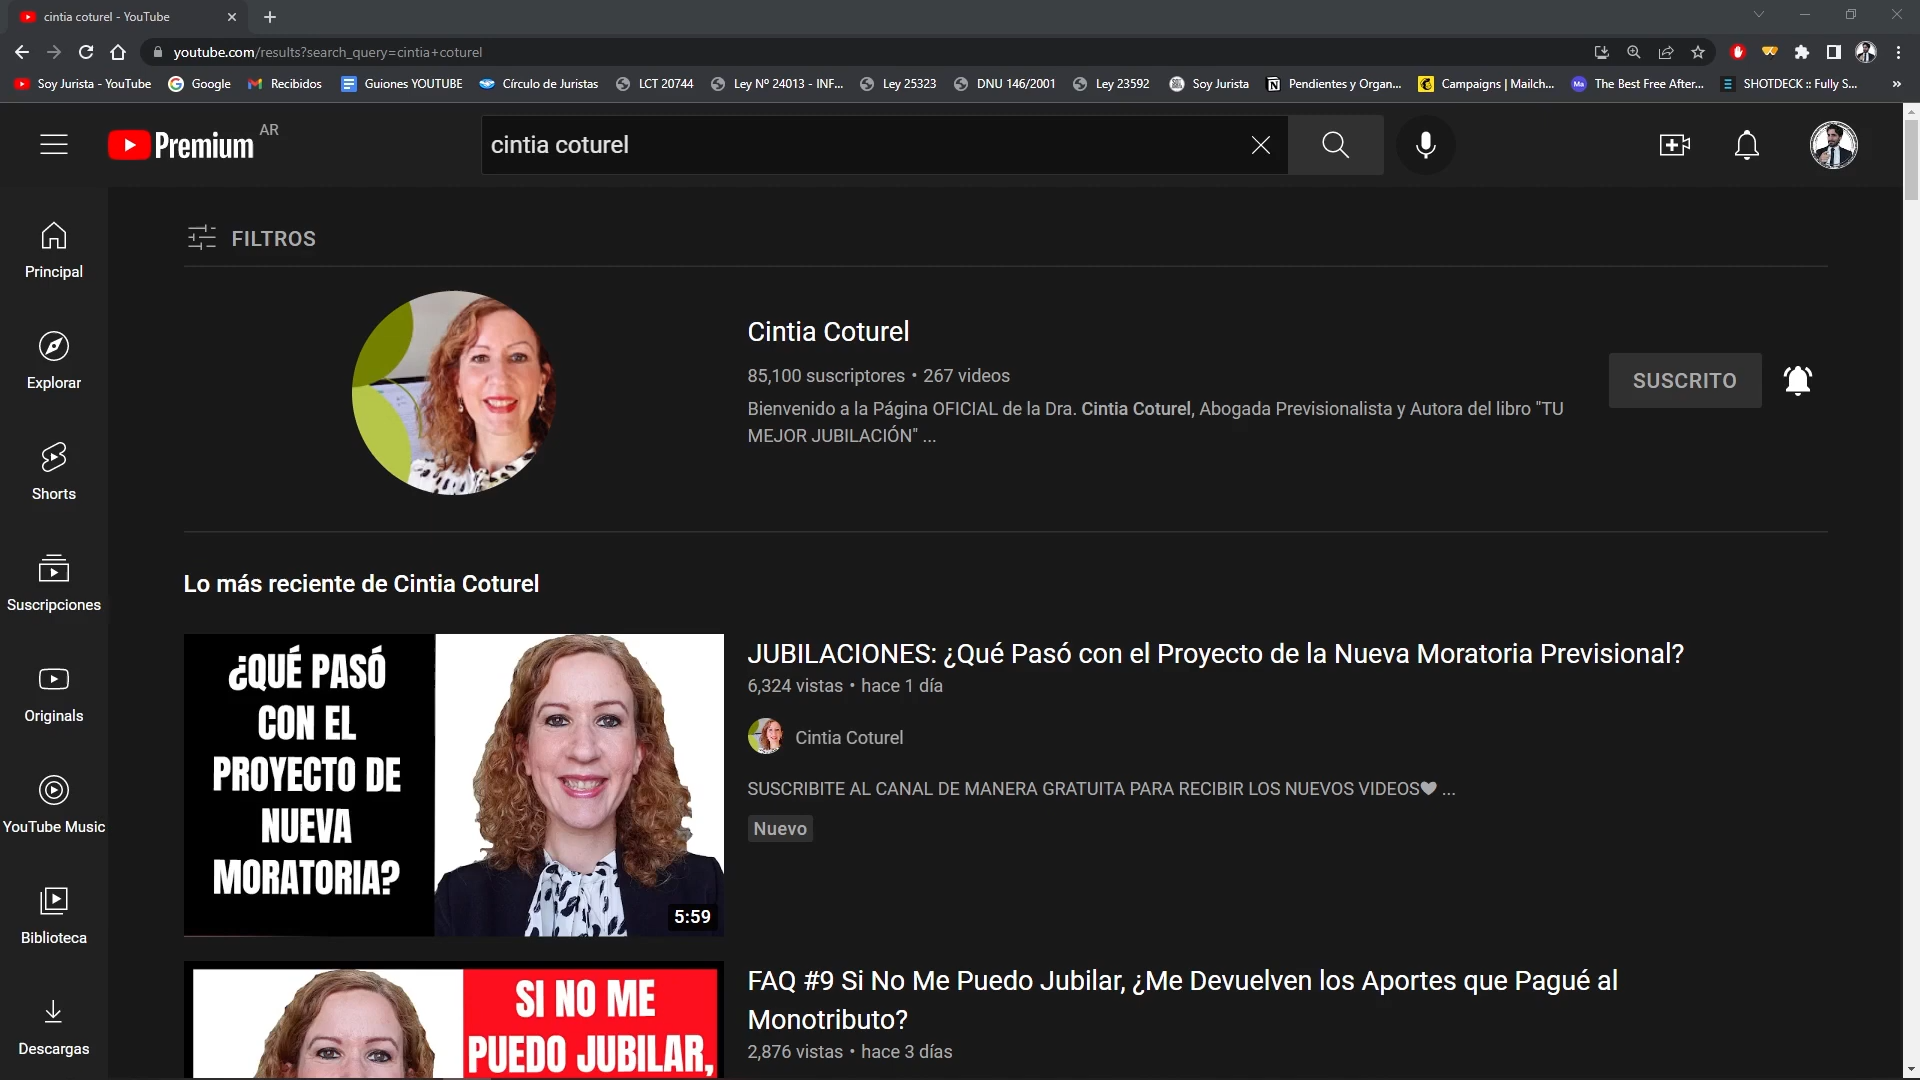 cintia coturel - YouTube
youtube.com/results?search_query=cintia+coturel
Soy Jurista - YouTube
Google
Recibidos
Guiones YOUTUBE
Círculo de Juristas
LCT 20744
Ley Nº 24013 - INF...
Ley 25323
DNU 146/2001
Ley 23592
Soy Jurista
Pendientes y Organ...
Campaigns | Mailch...
The Best Free After...
SHOTDECK :: Fully S...
Premium AR
cintia coturel
Principal
Explorar
Shorts
Suscripciones
Originals
YouTube Music
Biblioteca
Descargas
FILTROS
Cintia Coturel
85,100 suscriptores • 267 videos
Bienvenido a la Página OFICIAL de la Dra. Cintia Coturel, Abogada Previsionalista y Autora del libro "TU
MEJOR JUBILACIÓN" ...
SUSCRITO
Lo más reciente de Cintia Coturel
¿QUÉ PASÓ
CON EL
PROYECTO DE
NUEVA
MORATORIA?
5:59
JUBILACIONES: ¿Qué Pasó con el Proyecto de la Nueva Moratoria Previsional?
6,324 vistas • hace 1 día
Cintia Coturel
SUSCRIBITE AL CANAL DE MANERA GRATUITA PARA RECIBIR LOS NUEVOS VIDEOS🖤 ...
Nuevo
SI NO ME
PUEDO JUBILAR,
FAQ #9 Si No Me Puedo Jubilar, ¿Me Devuelven los Aportes que Pagué al
Monotributo?
2,876 vistas • hace 3 días